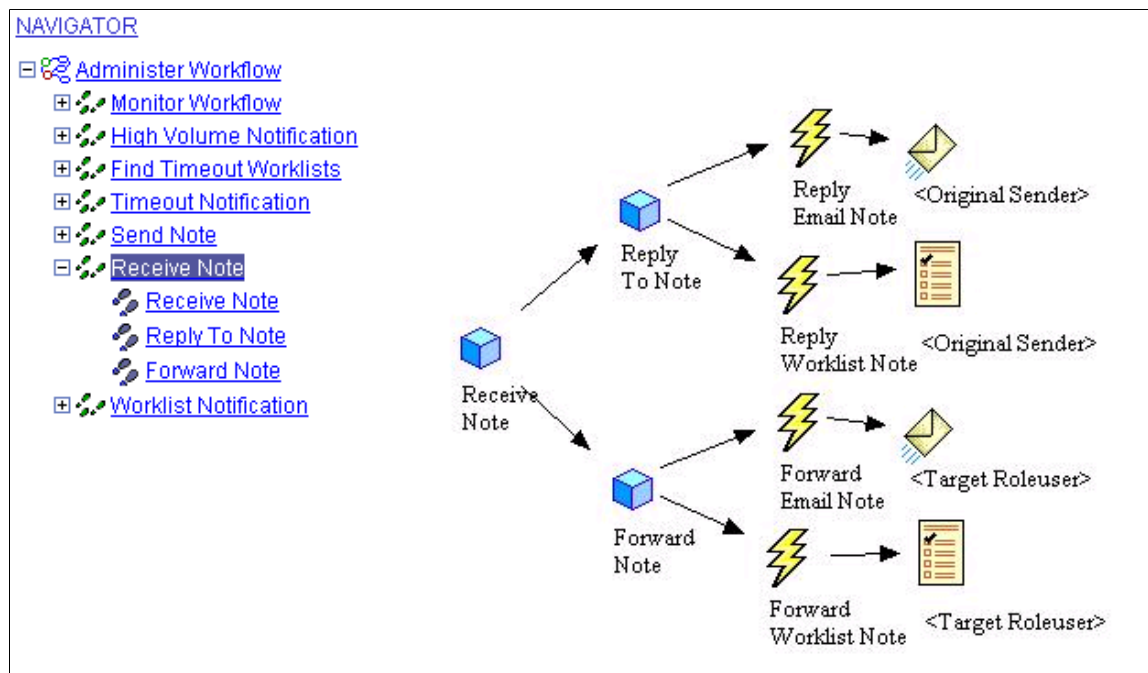 NAVIGATOR
Administer Workflow
Monitor Workflow
High Volume Notification
Find Timeout Worklists
Timeout Notification
Send Note
Receive Note
Receive Note
Reply To Note
Forward Note
Worklist Notification
Receive
Note
Reply
To Note
Reply
Email Note
<Original Sender>
Reply
Worklist Note
<Original Sender>
Forward
Note
Forward
Email Note
<Target Roleuser>
Forward
Worklist Note
<Target Roleuser>